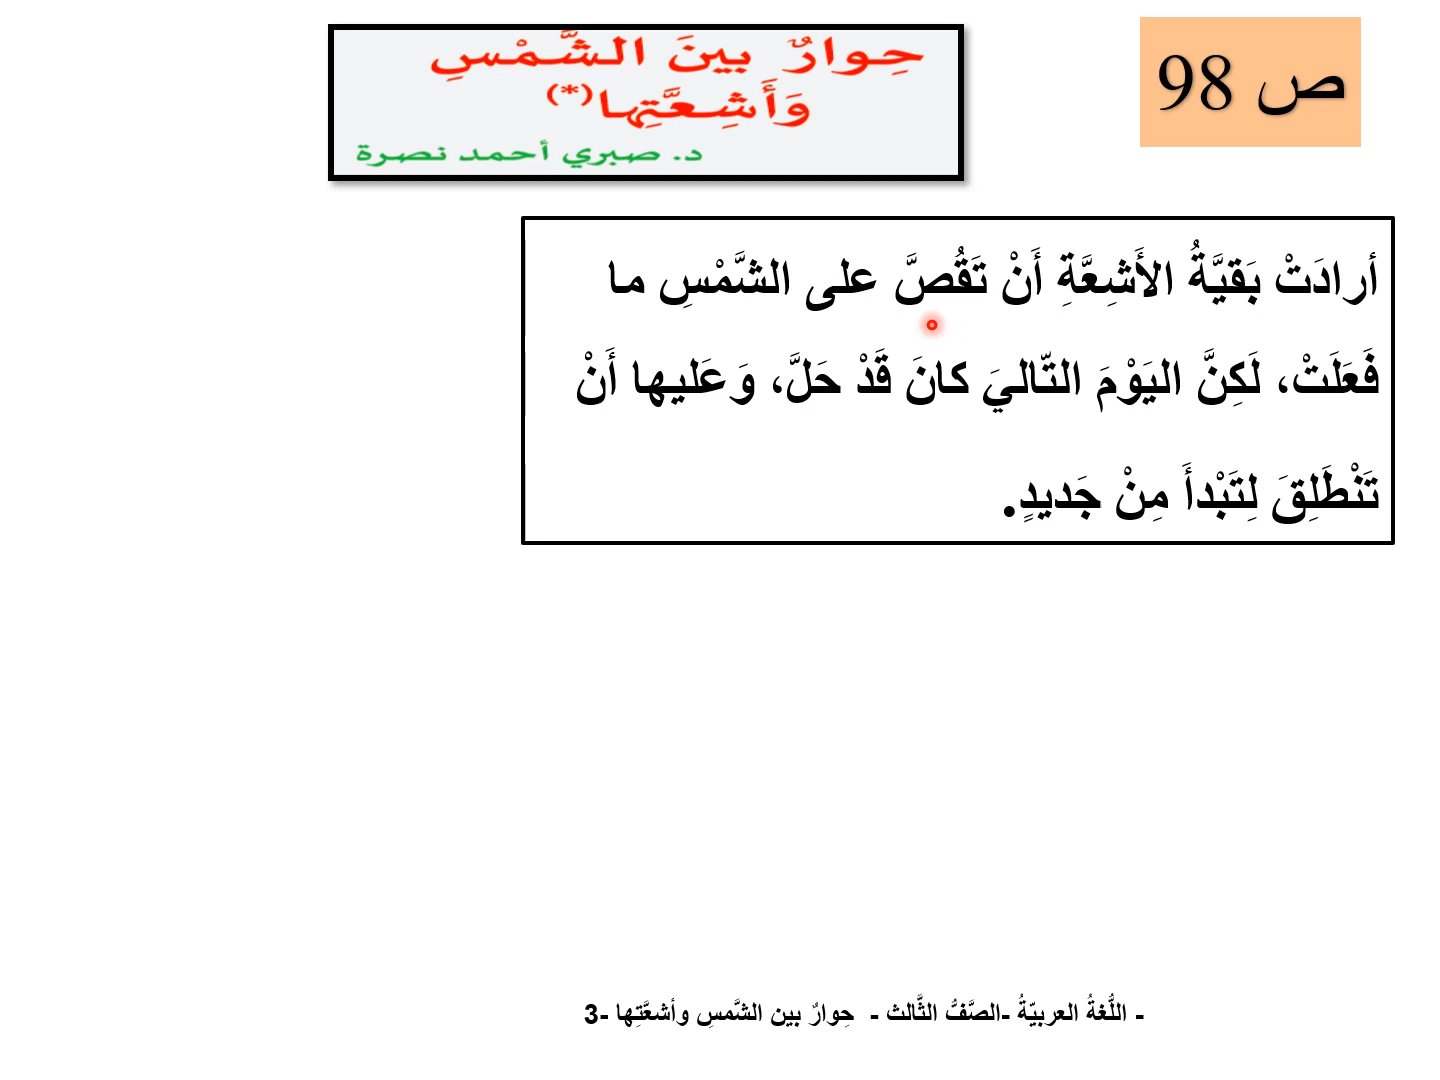 ص 98
حِوارٌ بينَ الشَّمْسِ
وَأَشِعَّتِها(*)
د. صبري أحمد نصرة
أرادَتْ بَقيَّةُ الأَشِعَّةِ أَنْ تَقُصَّ على الشَّمْسِ ما
فَعَلَتْ، لَكِنَّ اليَوْمَ التّاليَ كانَ قَدْ حَلَّ، وَعَليها أَنْ
تَنْطَلِقَ لِتَبْدأَ مِنْ جَديدٍ.
- اللُّغةُ العربيّةُ -الصَّفُّ الثَّالث - حِوارٌ بين الشَّمسِ وأشعَّتِها -3